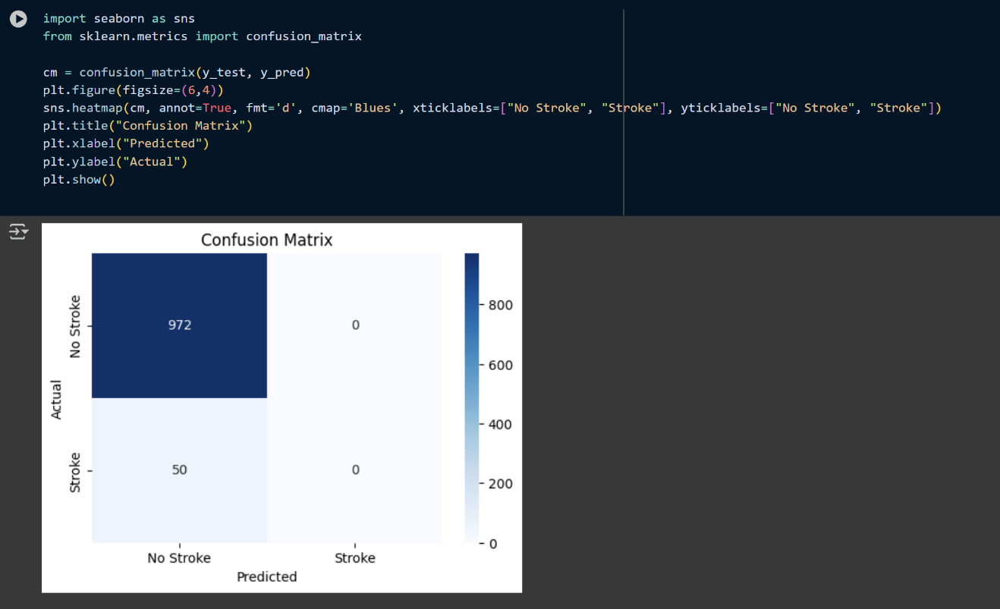 import seaborn as sns
from sklearn.metrics import confusion_matrix
cm = confusion_matrix(y_test, y_pred)
plt.figure(figsize=(6,4))
sns.heatmap(cm, annot=True, fmt='d', cmap='Blues', xticklabels=["No Stroke", "Stroke"], yticklabels=["No Stroke", "Stroke"])
plt.title("Confusion Matrix")
plt.xlabel("Predicted")
plt.ylabel("Actual")
plt.show()
Confusion Matrix
Actual
No Stroke
972
0
Stroke
50
0
No Stroke
Stroke
Predicted
800
600
400
200
0